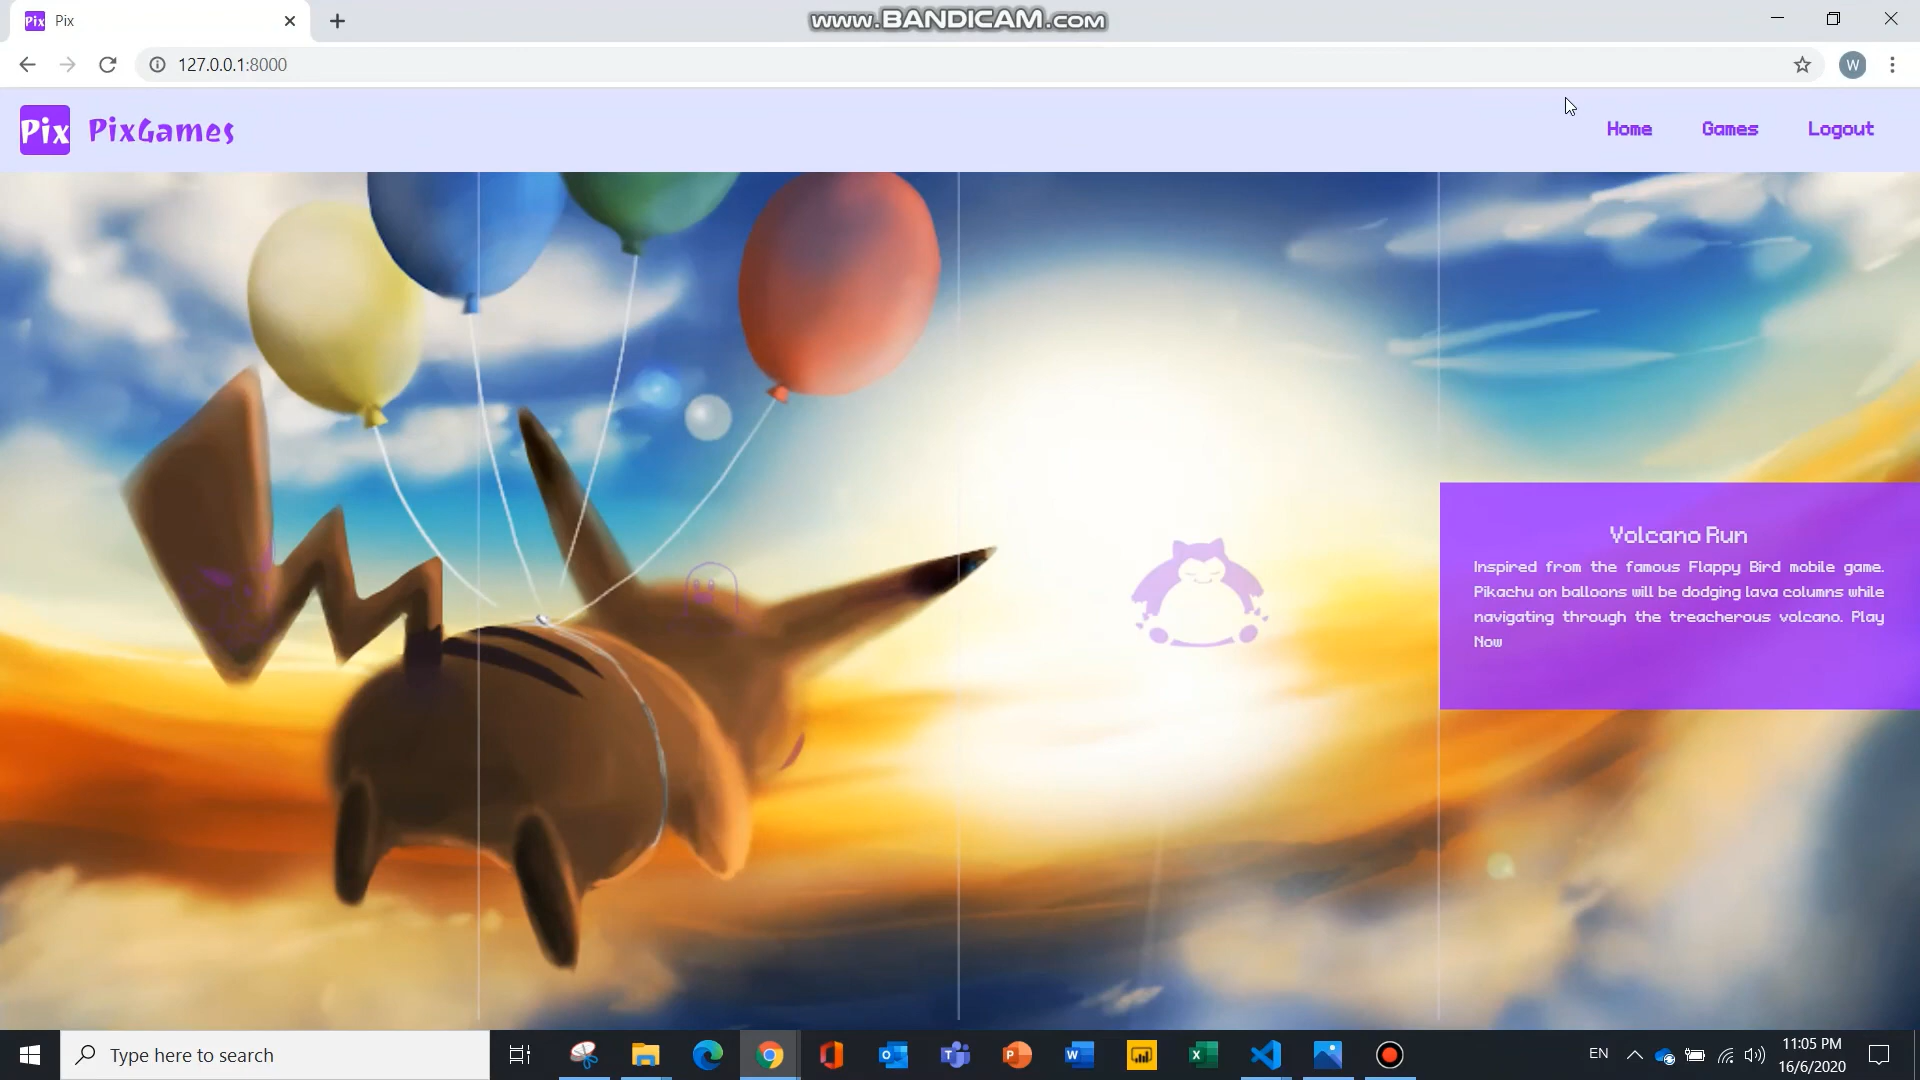 Pix
Pix
www.BANDICAM.com
127.0.0.1:8000
W
Pix
PixGames
Home
Games
Logout
Volcano Run
Inspired from the famous Flappy Bird mobile game.
Pikachu on balloons will be dodging lava columns while
navigating through the treacherous volcano. Play
Now
Type here to search
EN
11:05 PM
16/6/2020